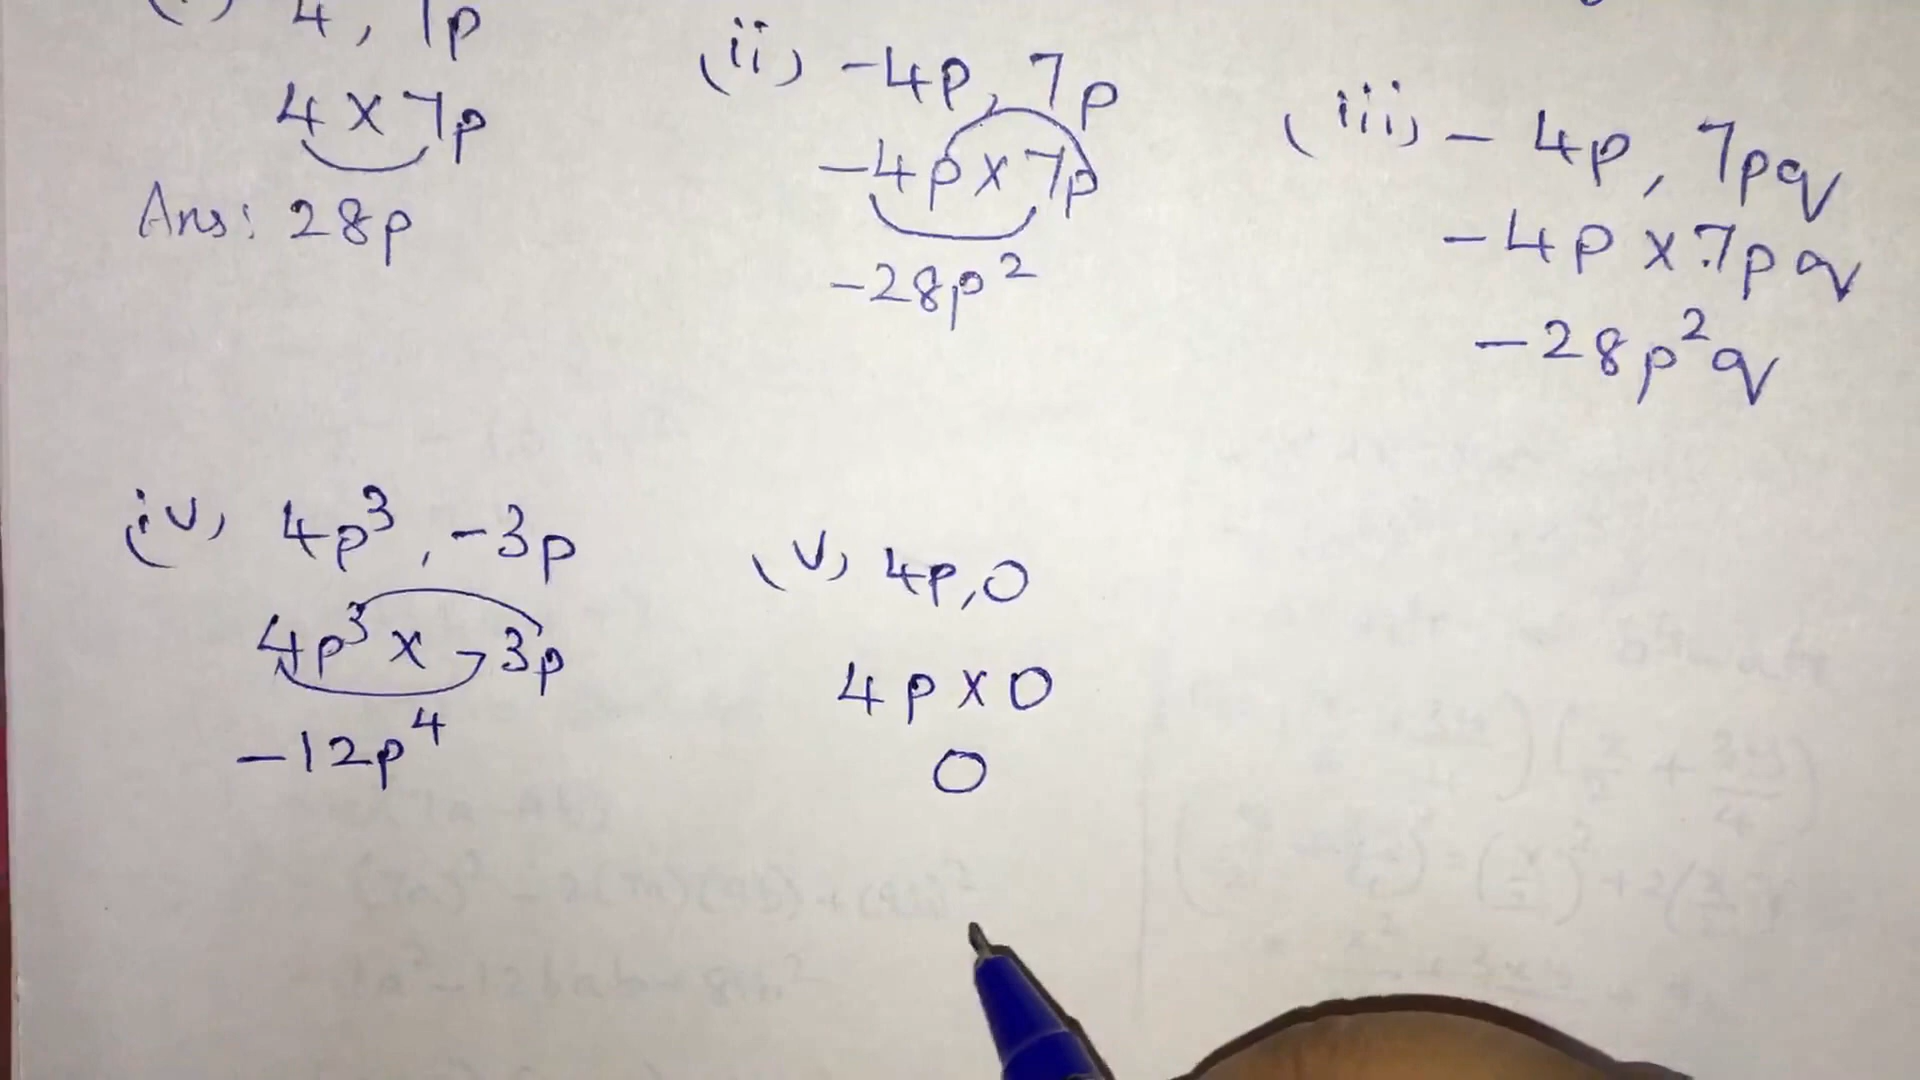 4, 7p
4 x 7p
Ans: 28p
(ii) -4p, 7p
-4p x 7p
-28p²
(iii) - 4p, 7pq
-4p x 7pq
-28p²q
(iv) 4p³, -3p
4p³ x -3p
-12p⁴
(v) 4p, 0
4p x 0
0